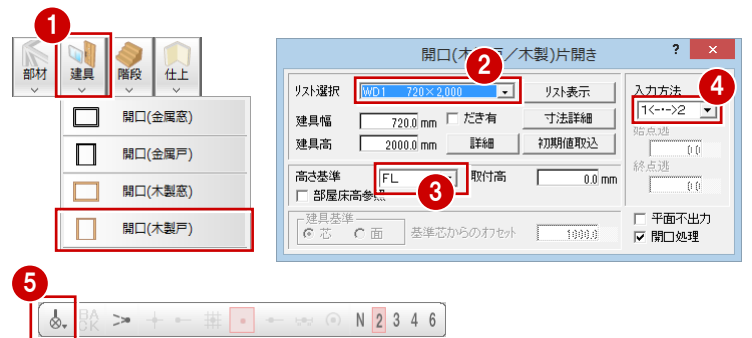 1
部材 建具 階段 仕上
開口(金属窓)
開口(金属戸)
開口(木製窓)
開口(木製戸)
開口(木 /木製)片開き ? ×
2
リスト選択 WD1 720×2,000 リスト表示
建具幅 720.0 mm だき有 寸法詳細
建具高 2000.0 mm 詳細 初期値取込
高さ基準 FL 取付高 0.0 mm
部屋床高参照
3
建具基準
芯 面 基準芯からのオフセット 1000.0
入力方法
4
1<-・->2
始点逃
0.0
終点逃
0.0
平面不出力
開口処理
5
BACK N 2 3 4 6